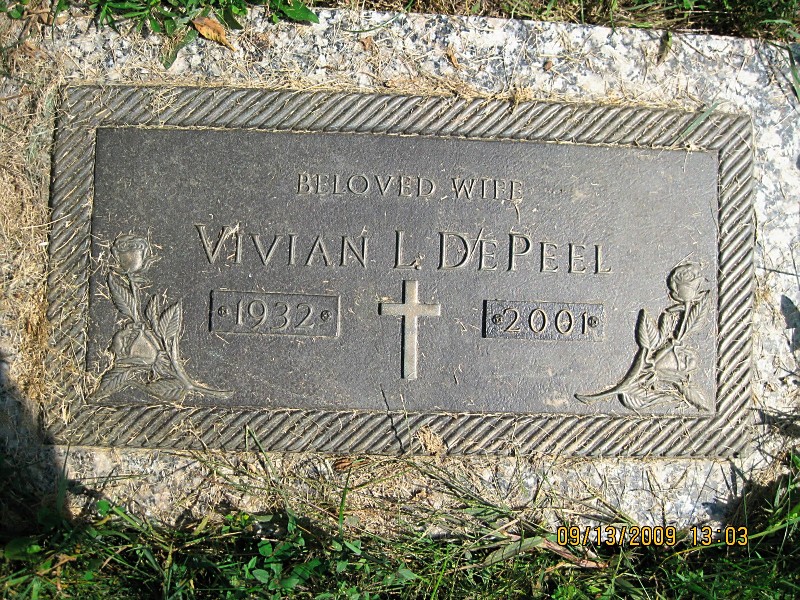 BELOVED WIFE
VIVIAN L. DEPEEL
1932 2001
09/13/2009 13:03